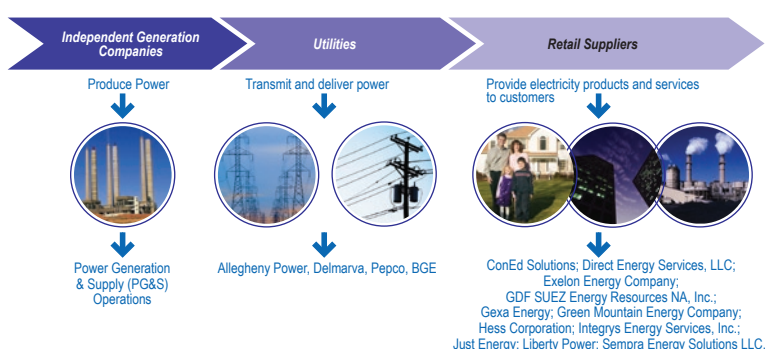 Independent Generation
Companies
Utilities
Retail Suppliers
Produce Power
Transmit and deliver power
Provide electricity products and services
to customers
Power Generation
& Supply (PG&S)
Operations
Allegheny Power, Delmarva, Pepco, BGE
ConEd Solutions; Direct Energy Services, LLC;
Exelon Energy Company;
GDF SUEZ Energy Resources NA, Inc.;
Gexa Energy; Green Mountain Energy Company;
Hess Corporation; Integrys Energy Services, Inc.;
Just Energy; Liberty Power; Sempra Energy Solutions LLC.